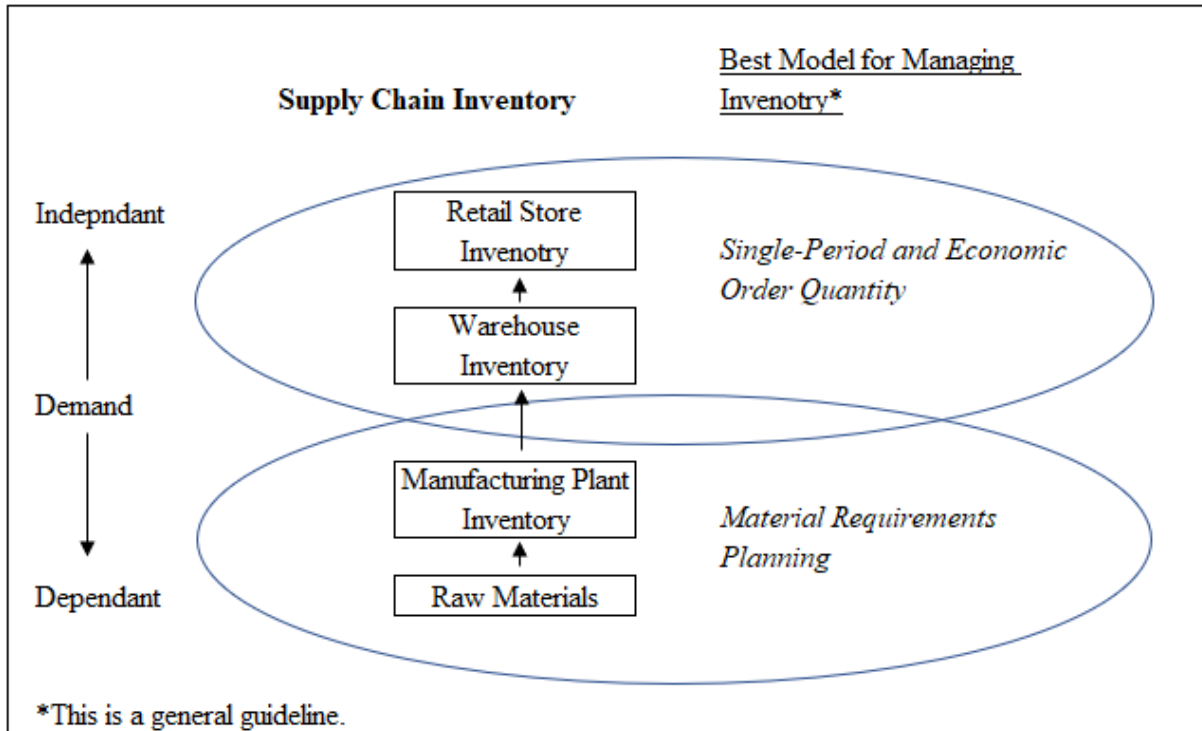 Best Model for Managing
Invenotry*
Supply Chain Inventory
Indepndant
Retail Store
Invenotry
Single-Period and Economic
Order Quantity
Warehouse
Inventory
Demand
Manufacturing Plant
Inventory
Material Requirements
Planning
Dependant
Raw Materials
*This is a general guideline.